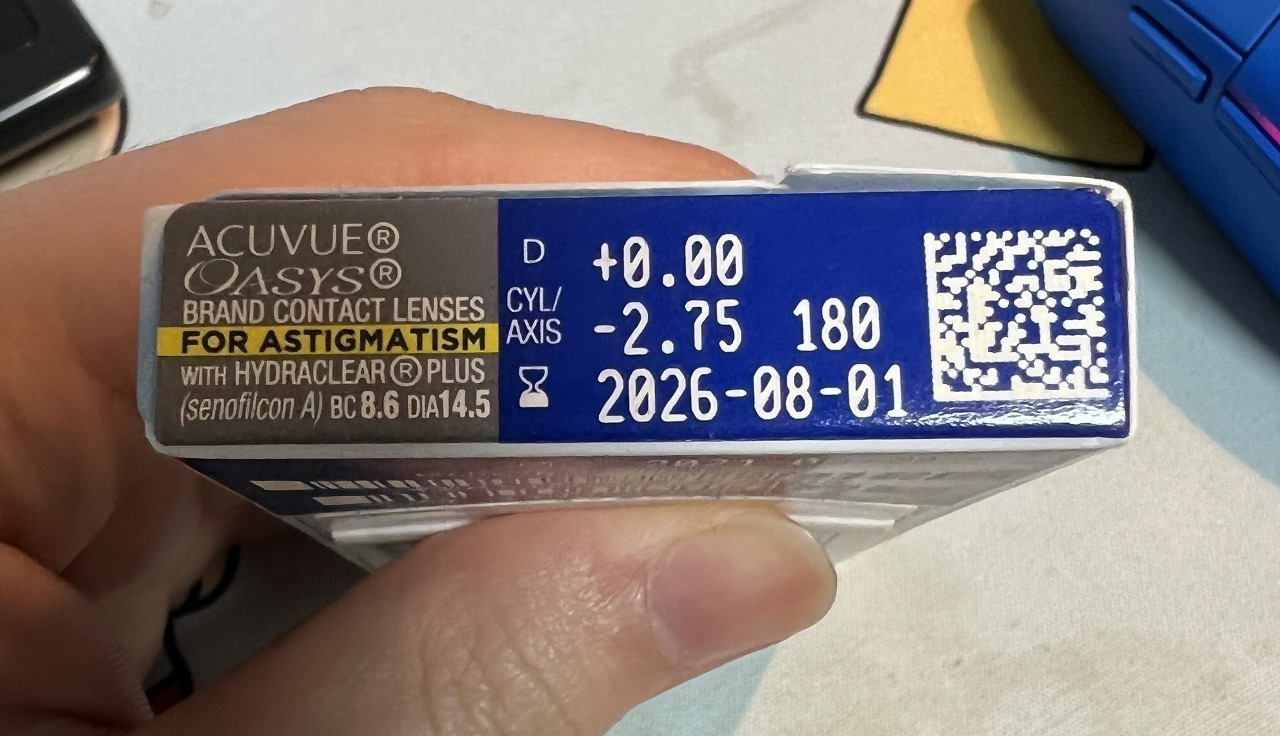 ACUVUE®
OASYS®
BRAND CONTACT LENSES
FOR ASTIGMATISM
WITH HYDRACLEAR® PLUS
(senofilcon A) BC 8.6 DIA 14.5
D +0.00
CYL/
AXIS -2.75 180
2026-08-01